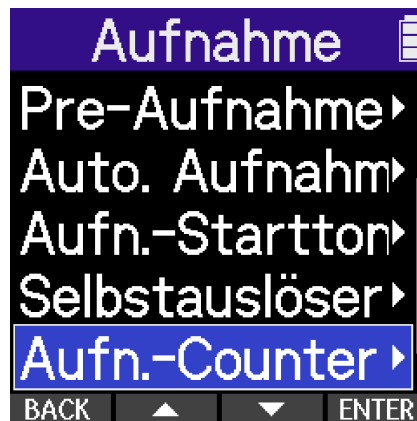 Aufnahme
Pre-Aufnahme
Auto. Aufnahm
Aufn.-Startton
Selbstauslöser
Aufn.-Counter
BACK ENTER